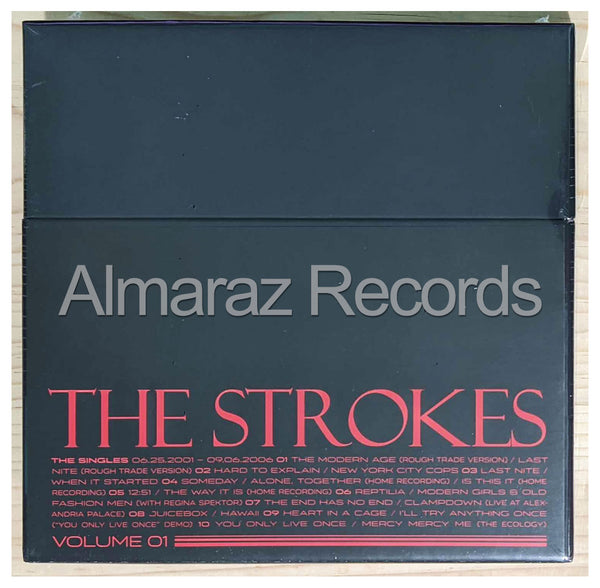 Almaraz Records
THE STROKES
THE SINGLES 06.25.2001 – 09.06.2006 01 THE MODERN AGE (ROUGH TRADE VERSION) / LAST
NITE (ROUGH TRADE VERSION) 02 HARD TO EXPLAIN / NEW YORK CITY COPS 03 LAST NITE /
WHEN IT STARTED 04 SOMEDAY / ALONE, TOGETHER (HOME RECORDING) / IS THIS IT (HOME
RECORDING) 05 12:51 / THE WAY IT IS (HOME RECORDING) 06 REPTILIA / MODERN GIRLS & OLD
FASHION MEN (WITH REGINA SPEKTOR) 07 THE END HAS NO END / CLAMPDOWN (LIVE AT ALEX-
ANDRIA PALACE) 08 JUICEBOX / HAWAII 09 HEART IN A CAGE / I'LL TRY ANYTHING ONCE
("YOU ONLY LIVE ONCE" DEMO) 10 YOU ONLY LIVE ONCE / MERCY MERCY ME (THE ECOLOGY)
VOLUME 01